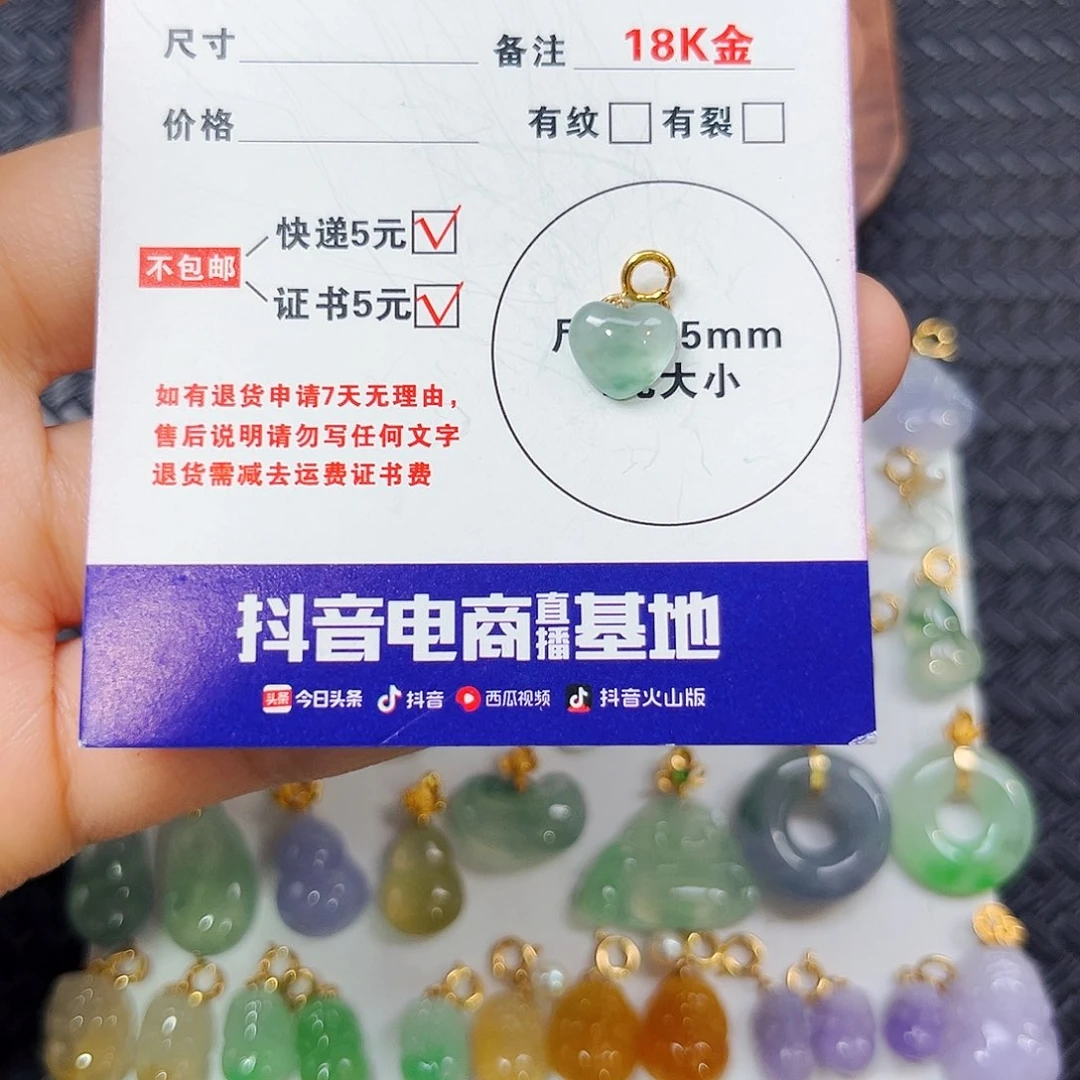 尺寸
备注 18K金
价格
有纹 有裂
快递5元
不包邮
证书5元
5mm
大小
如有退货申请7天无理由，
售后说明请勿写任何文字
退货需减去运费证书费
抖音电商直播基地
头条 今日头条 抖音 西瓜视频 抖音火山版